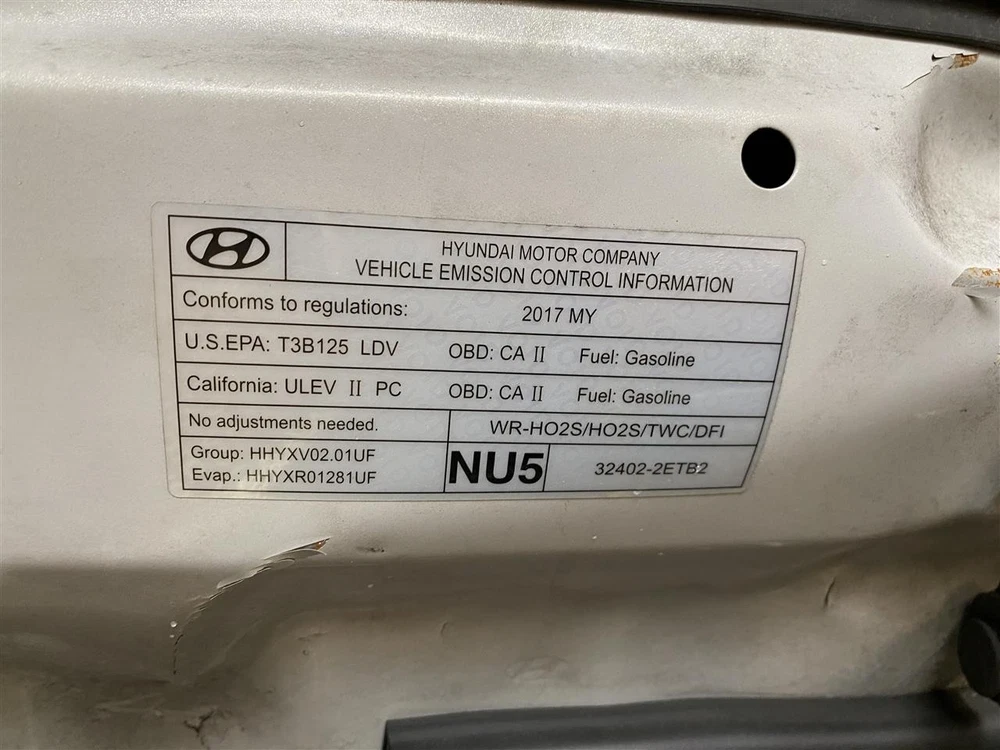 HYUNDAI MOTOR COMPANY
VEHICLE EMISSION CONTROL INFORMATION
Conforms to regulations: 2017 MY
U.S.EPA: T3B125 LDV OBD: CA II Fuel: Gasoline
California: ULEV II PC OBD: CA II Fuel: Gasoline
No adjustments needed. WR-HO2S/HO2S/TWC/DFI
Group: HHYXV02.01UF
Evap.: HHYXR01281UF
NU5
32402-2ETB2